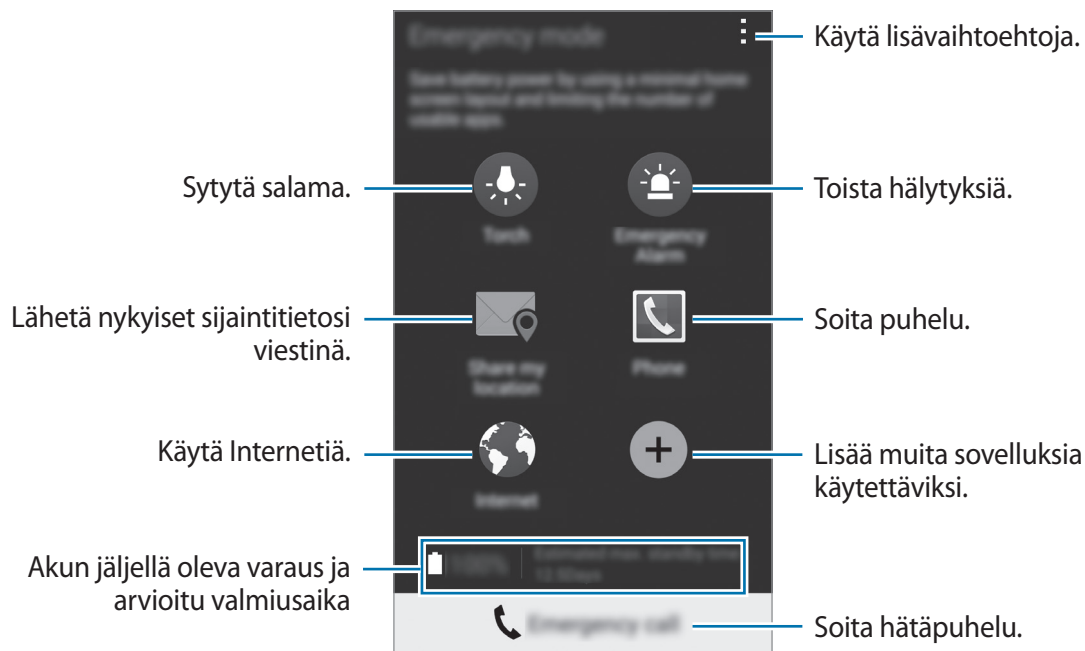 Emergency mode
Käytä lisävaihtoehtoja.
Save battery power by using a minimal home
screen layout and limiting the number of
usable apps.
Sytytä salama.
Toista hälytyksiä.
Torch
Emergency
Alarm
Lähetä nykyiset sijaintitietosi
viestinä.
Soita puhelu.
Share my
location
Phone
Käytä Internetiä.
Lisää muita sovelluksia
käytettäviksi.
Internet
Akun jäljellä oleva varaus ja
arvioitu valmiusaika
100%
Estimated max. standby time
Emergency call
Soita hätäpuhelu.